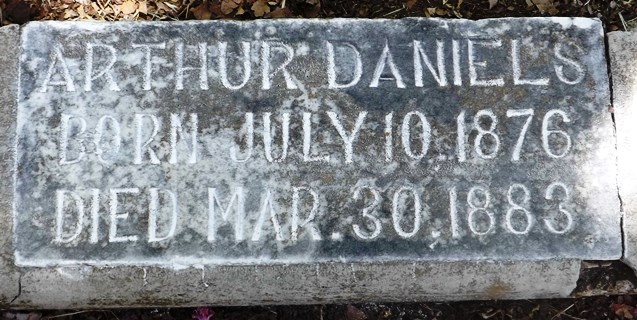 ARTHUR DANIELS
BORN JULY 10.1876
DIED MAR.30.1883